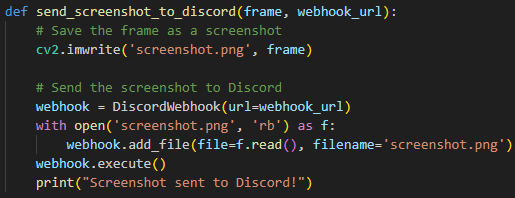 def send_screenshot_to_discord(frame, webhook_url):
    # Save the frame as a screenshot
    cv2.imwrite('screenshot.png', frame)

    # Send the screenshot to Discord
    webhook = DiscordWebhook(url=webhook_url)
    with open('screenshot.png', 'rb') as f:
        webhook.add_file(file=f.read(), filename='screenshot.png')
    webhook.execute()
    print("Screenshot sent to Discord!")